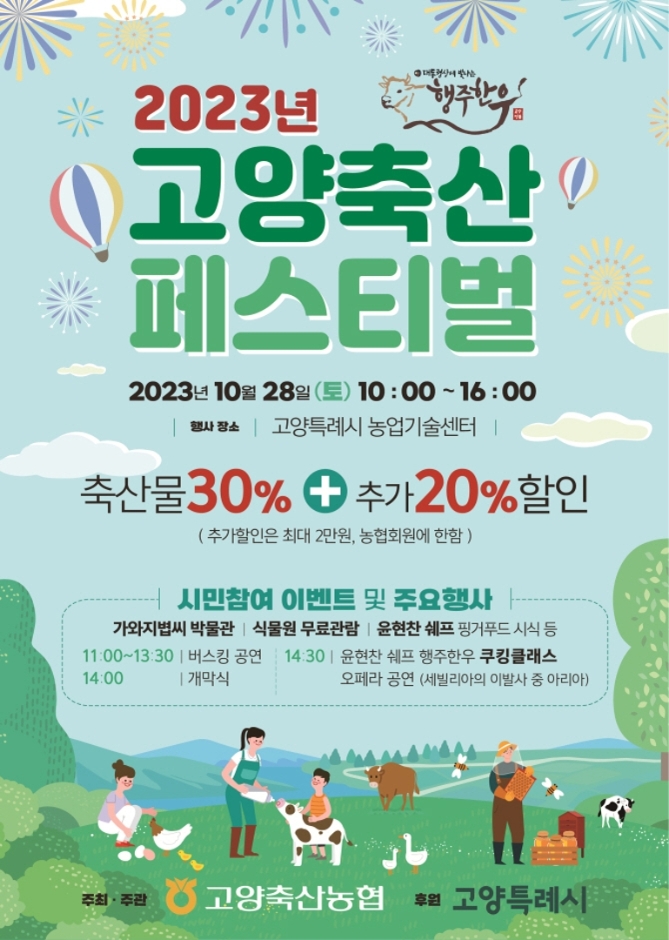 대통령상에 빛나는
행주한우
2023년
고양축산
페스티벌
2023년 10월 28일 (토) 10 : 00 ~ 16 : 00
행사 장소 | 고양특례시 농업기술센터
축산물30% + 추가20%할인
( 추가할인은 최대 2만원, 농협회원에 한함 )
시민참여 이벤트 및 주요행사
가와지볍씨 박물관 | 식물원 무료관람 | 윤현찬 쉐프 핑거푸드 시식 등
11:00~13:30 | 버스킹 공연
14:00 | 개막식
14:30 | 윤현찬 쉐프 행주한우 쿠킹클래스
오페라 공연 (세빌리아의 이발사 중 아리아)
주최 · 주관 고양축산농협 후원 고양특례시